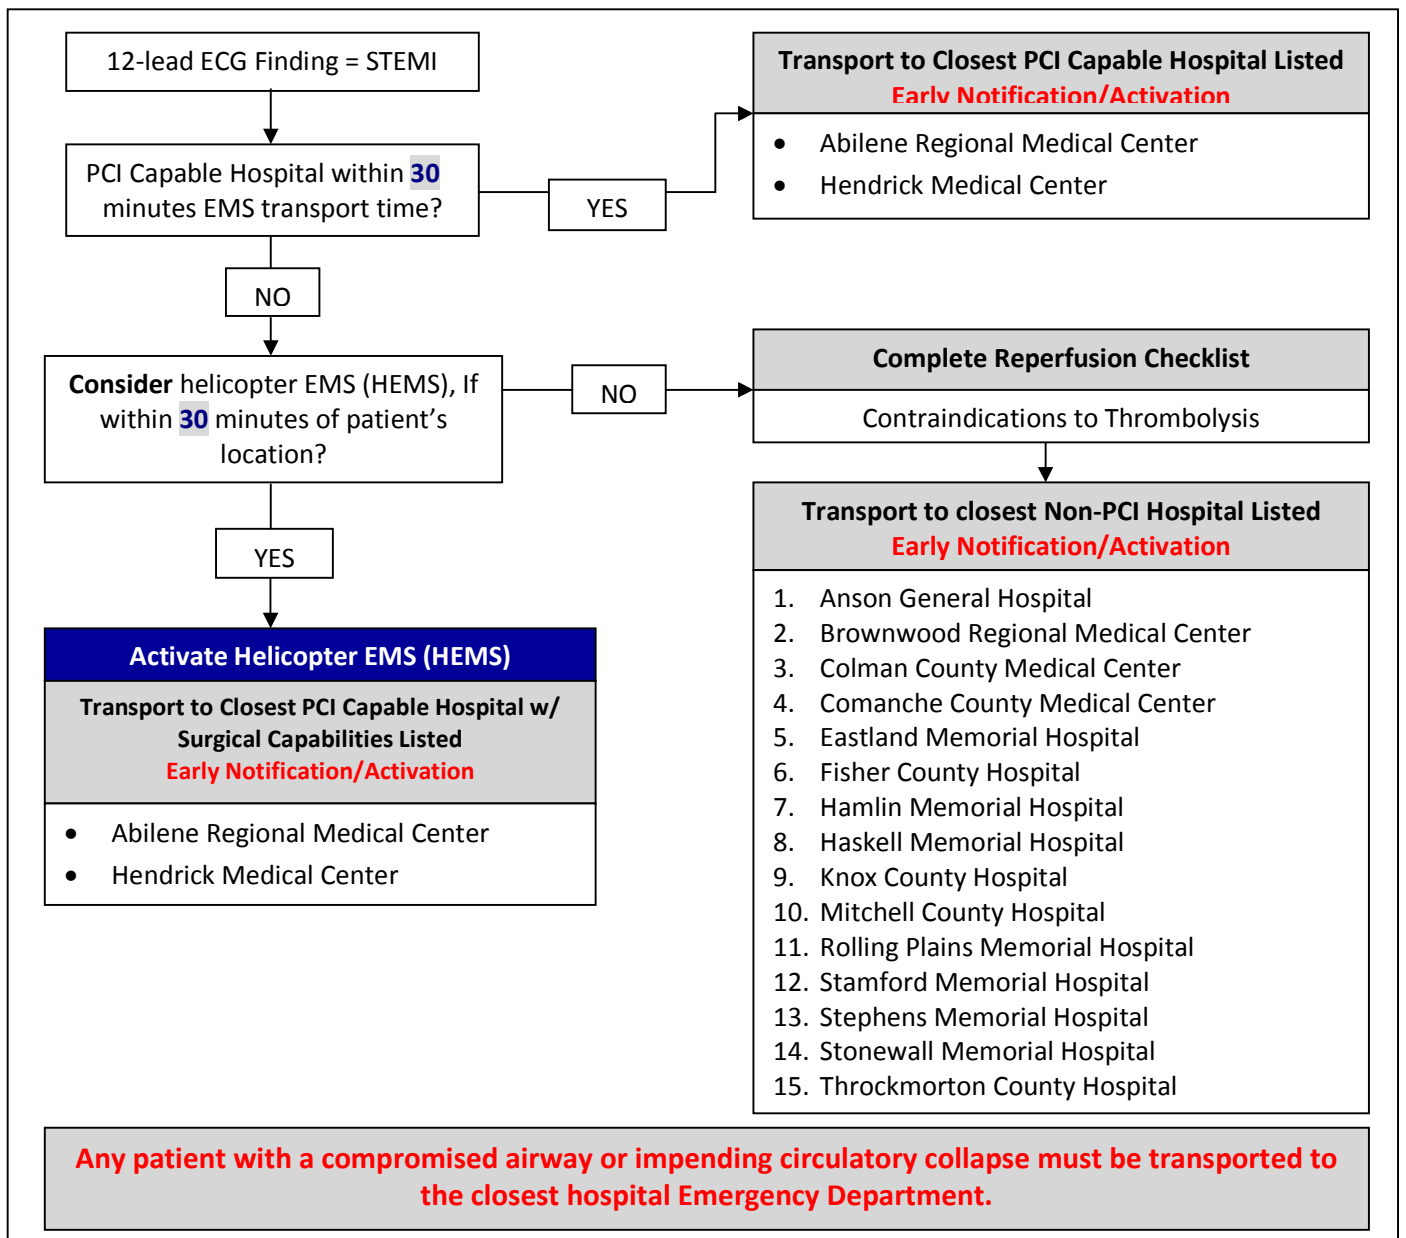 12-lead ECG Finding = STEMI
PCI Capable Hospital within 30
minutes EMS transport time?
YES
Transport to Closest PCI Capable Hospital Listed
Early Notification/Activation
• Abilene Regional Medical Center
• Hendrick Medical Center
NO
Consider helicopter EMS (HEMS), If
within 30 minutes of patient’s
location?
NO
Complete Reperfusion Checklist
Contraindications to Thrombolysis
YES
Activate Helicopter EMS (HEMS)
Transport to Closest PCI Capable Hospital w/
Surgical Capabilities Listed
Early Notification/Activation
• Abilene Regional Medical Center
• Hendrick Medical Center
Transport to closest Non-PCI Hospital Listed
Early Notification/Activation
1. Anson General Hospital
2. Brownwood Regional Medical Center
3. Colman County Medical Center
4. Comanche County Medical Center
5. Eastland Memorial Hospital
6. Fisher County Hospital
7. Hamlin Memorial Hospital
8. Haskell Memorial Hospital
9. Knox County Hospital
10. Mitchell County Hospital
11. Rolling Plains Memorial Hospital
12. Stamford Memorial Hospital
13. Stephens Memorial Hospital
14. Stonewall Memorial Hospital
15. Throckmorton County Hospital
Any patient with a compromised airway or impending circulatory collapse must be transported to
the closest hospital Emergency Department.